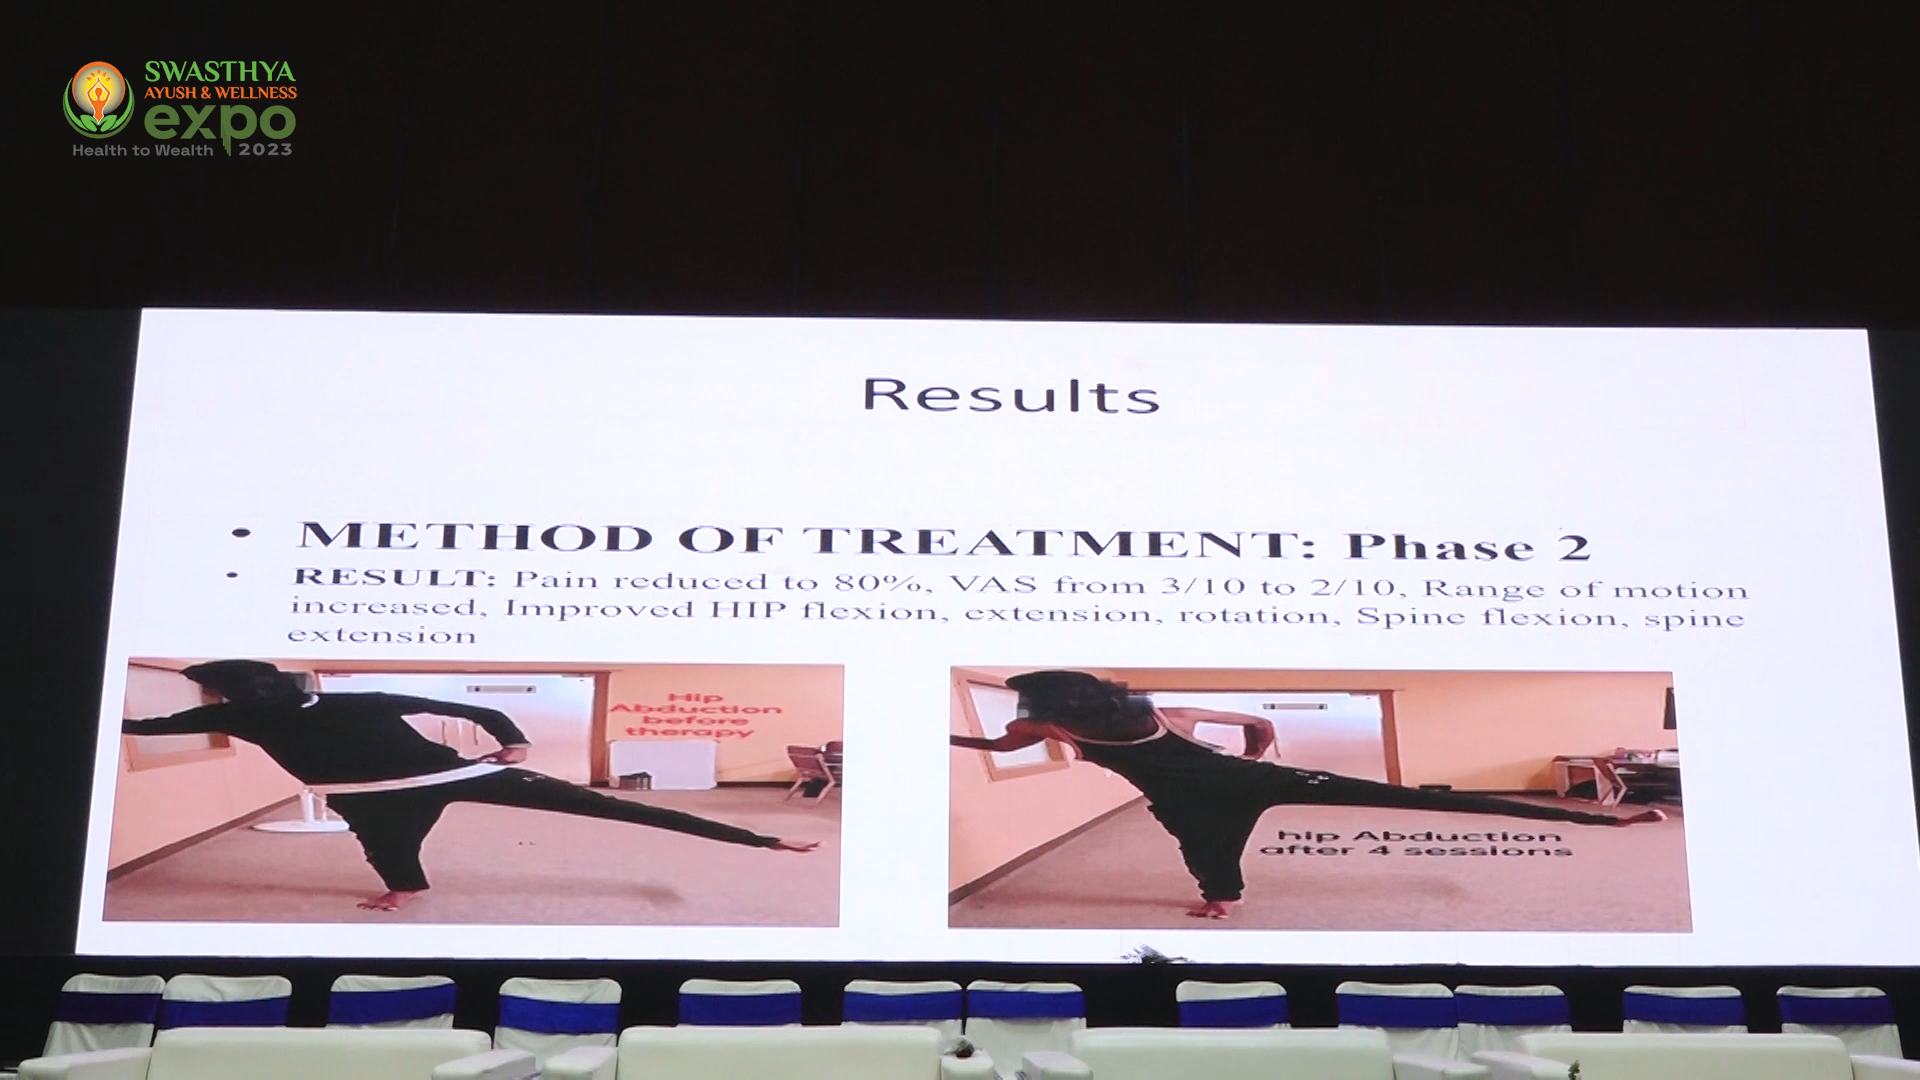 SWASTHYA
AYUSH & WELLNESS
expo
Health to Wealth 2023
Results
• METHOD OF TREATMENT: Phase 2
• RESULT: Pain reduced to 80%, VAS from 3/10 to 2/10, Range of motion
increased, Improved HIP flexion, extension, rotation, Spine flexion, spine
extension
Hip
Abduction
before
therapy
hip Abduction
after 4 sessions